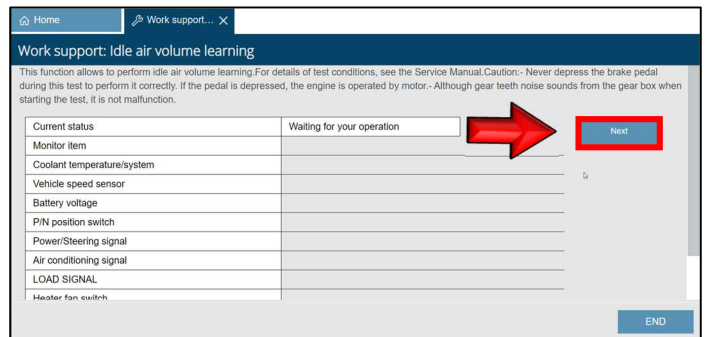 Home
Work support...
Work support: Idle air volume learning
This function allows to perform idle air volume learning.For details of test conditions, see the Service Manual.Caution:- Never depress the brake pedal
during this test to perform it correctly. If the pedal is depressed, the engine is operated by motor.- Although gear teeth noise sounds from the gear box when
starting the test, it is not malfunction.
Current status Waiting for your operation
Next
Monitor item
Coolant temperature/system
Vehicle speed sensor
Battery voltage
P/N position switch
Power/Steering signal
Air conditioning signal
LOAD SIGNAL
Heater fan switch
END